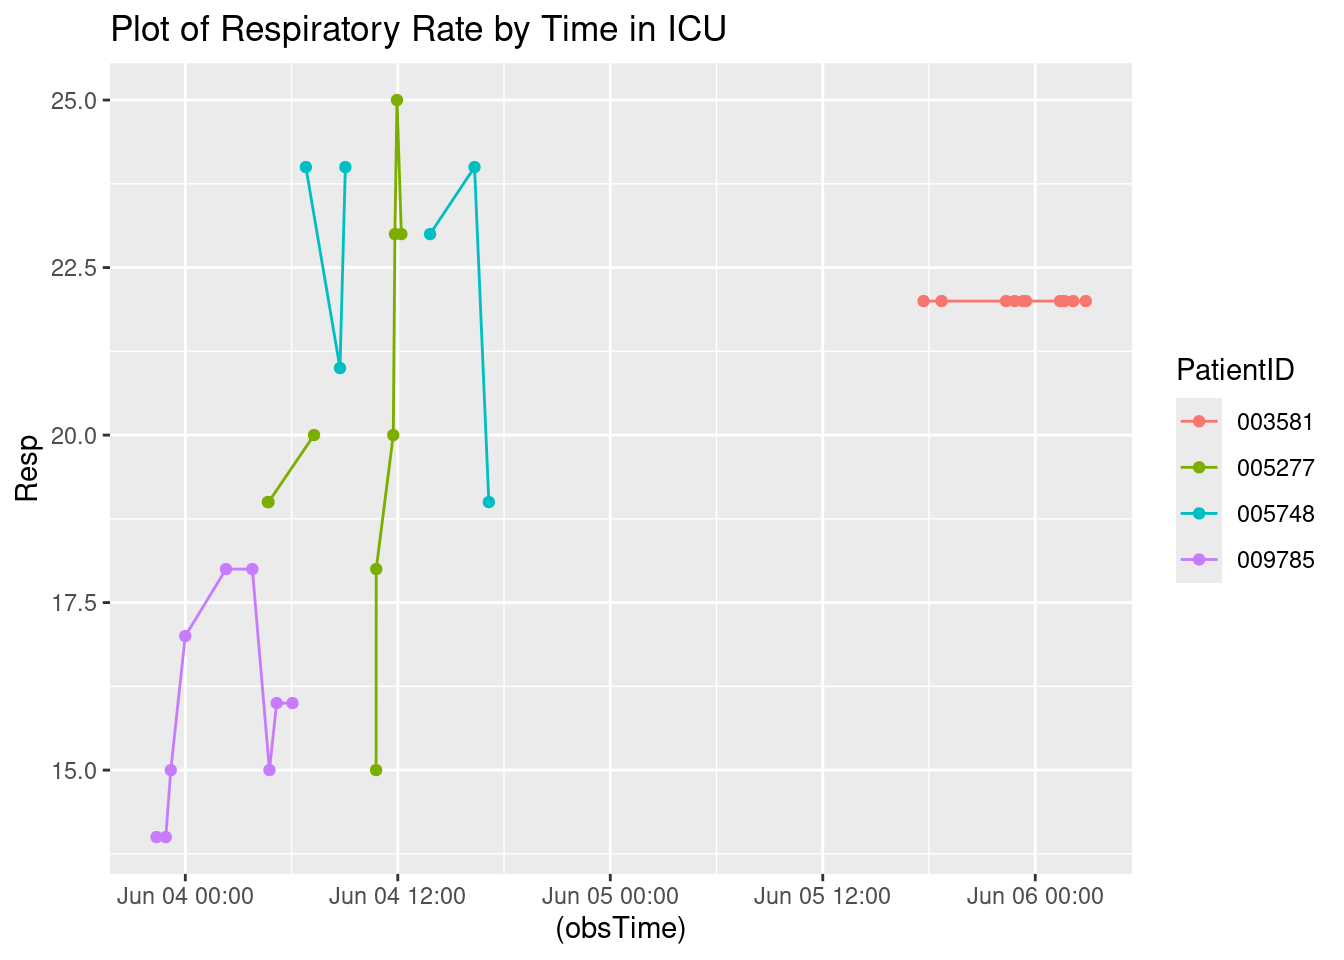 Plot of Respiratory Rate by Time in ICU
25.0
22.5
20.0
17.5
15.0
Resp
Jun 04 00:00
Jun 04 12:00
Jun 05 00:00
Jun 05 12:00
Jun 06 00:00
(obsTime)
PatientID
003581
005277
005748
009785